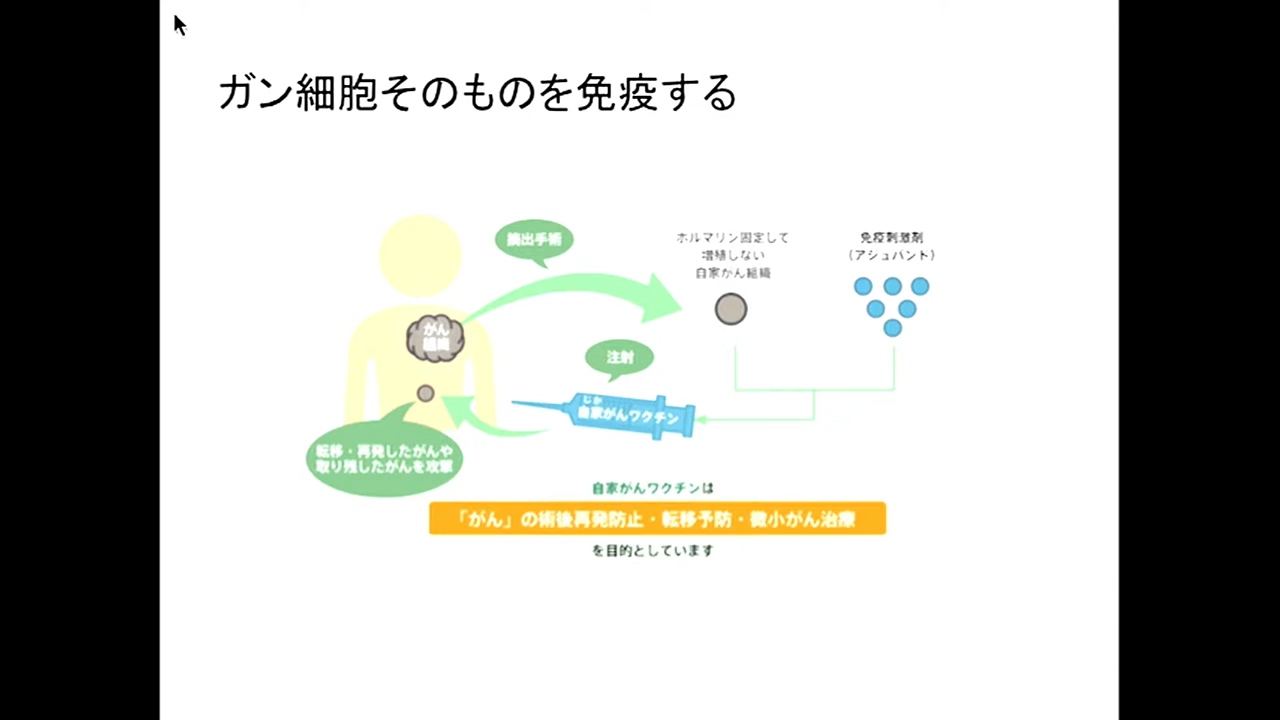 ガン細胞そのものを免疫する
摘出手術
ホルマリン固定して
増殖しない
自家がん組織
免疫刺激剤
（アジュバント）
がん
組織
注射
じか
自家がんワクチン
転移・再発したがんや
取り残したがんを攻撃
自家がんワクチンは
「がん」の術後再発防止・転移予防・微小がん治療
を目的としています